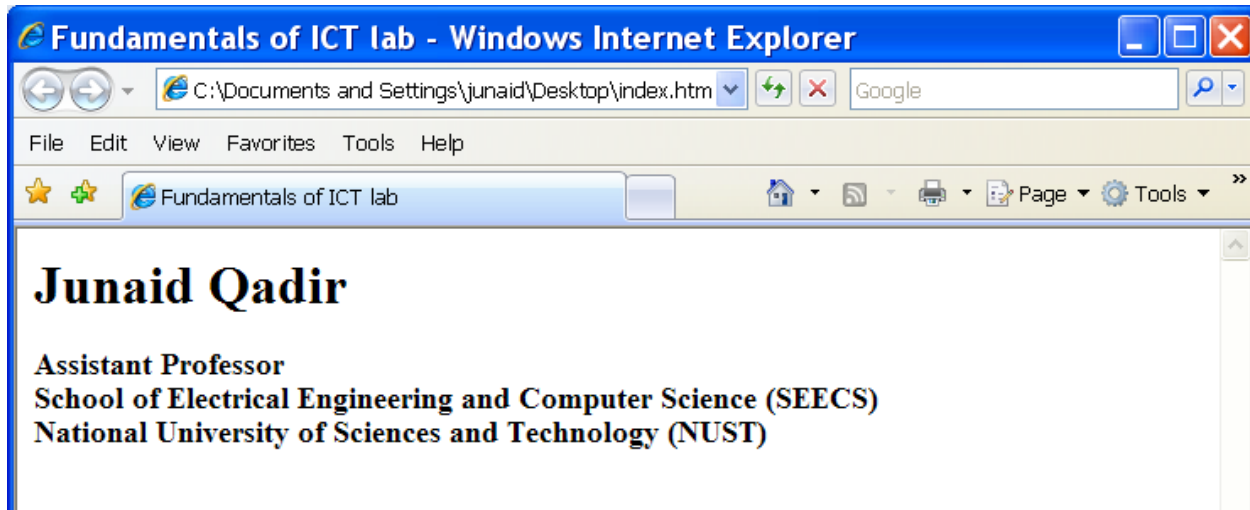 Fundamentals of ICT lab - Windows Internet Explorer
C:\Documents and Settings\junaid\Desktop\index.htm Google
File Edit View Favorites Tools Help
Fundamentals of ICT lab Page Tools »
Junaid Qadir
Assistant Professor
School of Electrical Engineering and Computer Science (SEECS)
National University of Sciences and Technology (NUST)